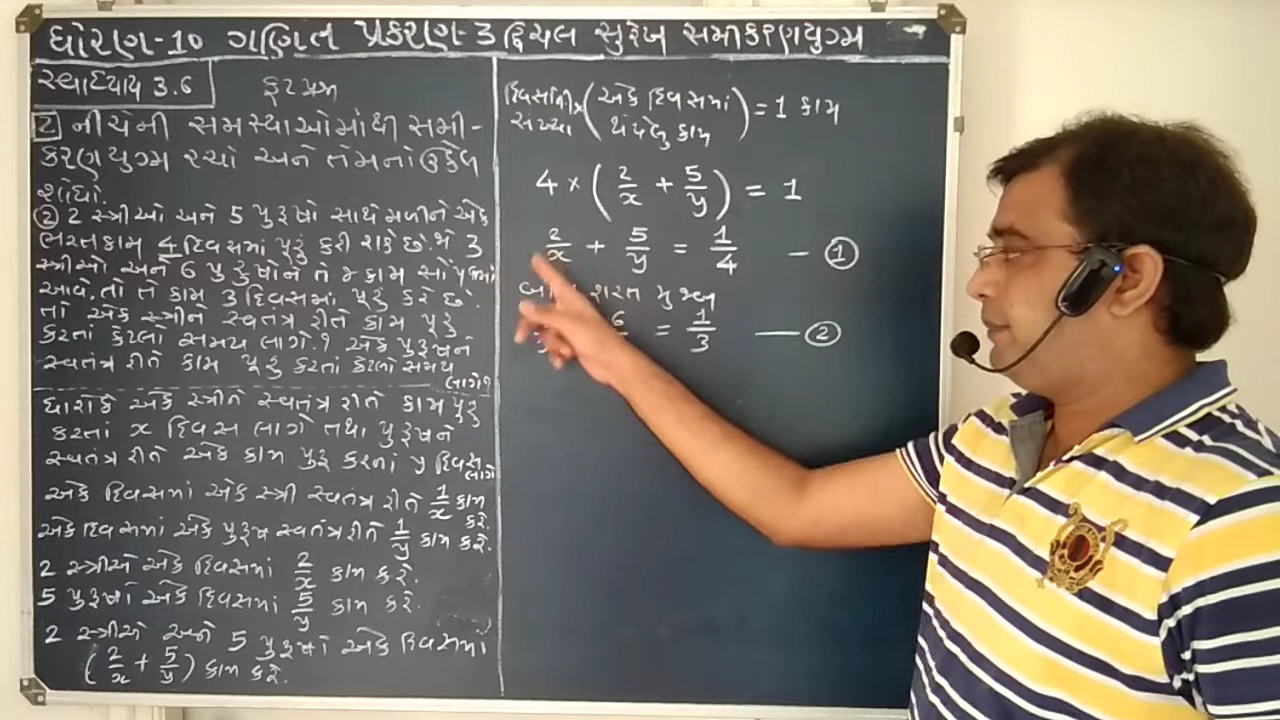 ધોરણ-10 ગણિત પ્રકરણ-3 દ્વિચલ સુરેખ સમીકરણયુગ્મ
સ્વાધ્યાય 3.6 કૂટપ્રશ્ન
2 નીચેની સમસ્યાઓમાંથી સમી-
કરણયુગ્મ રચો અને તેમનાં ઉકેલ
શોધો.
② 2 સ્ત્રીઓ અને 5 પુરૂષો સાથે મળીને એક
ભરતકામ 4 દિવસમાં પૂરું કરી શકે છે. જો 3
સ્ત્રીઓ અને 6 પુરુષોને તે જ કામ સોંપવામાં
આવે. તો તે કામ 3 દિવસમાં પૂરું કરે છે.
તો એક સ્ત્રીને સ્વતંત્ર રીતે કામ પૂરું
કરતાં કેટલો સમય લાગે? એક પુરુષને
સ્વતંત્ર રીતે કામ પૂરું કરતાં કેટલો સમય
લાગે?
ધારોકે એક સ્ત્રીને સ્વતંત્ર રીતે કામ પુરુ
કરતાં x દિવસ લાગે તથા પુરૂષને
સ્વતંત્ર રીતે એક કામ પુરુ કરતાં y દિવસ
લાગે
એક દિવસમાં એક સ્ત્રી સ્વતંત્ર રીતે 1/x કામ
કરે.
એક દિવસમાં એક પુરૂષ સ્વતંત્ર રીતે 1/y કામ કરે.
2 સ્ત્રીઓ એક દિવસમાં 2/x કામ કરે.
5 પુરુષો એક દિવસમાં 5/y કામ કરે.
2 સ્ત્રીઓ અને 5 પુરૂષો એક દિવસમાં
(2/x + 5/y) કામ કરે.
દિવસોની સંખ્યા × (એક દિવસમાં થયેલુ કામ) = 1 કામ
4 × (2/x + 5/y) = 1
2/x + 5/y = 1/4 — ①
શરત મુજબ
6 = 1/3 — ②